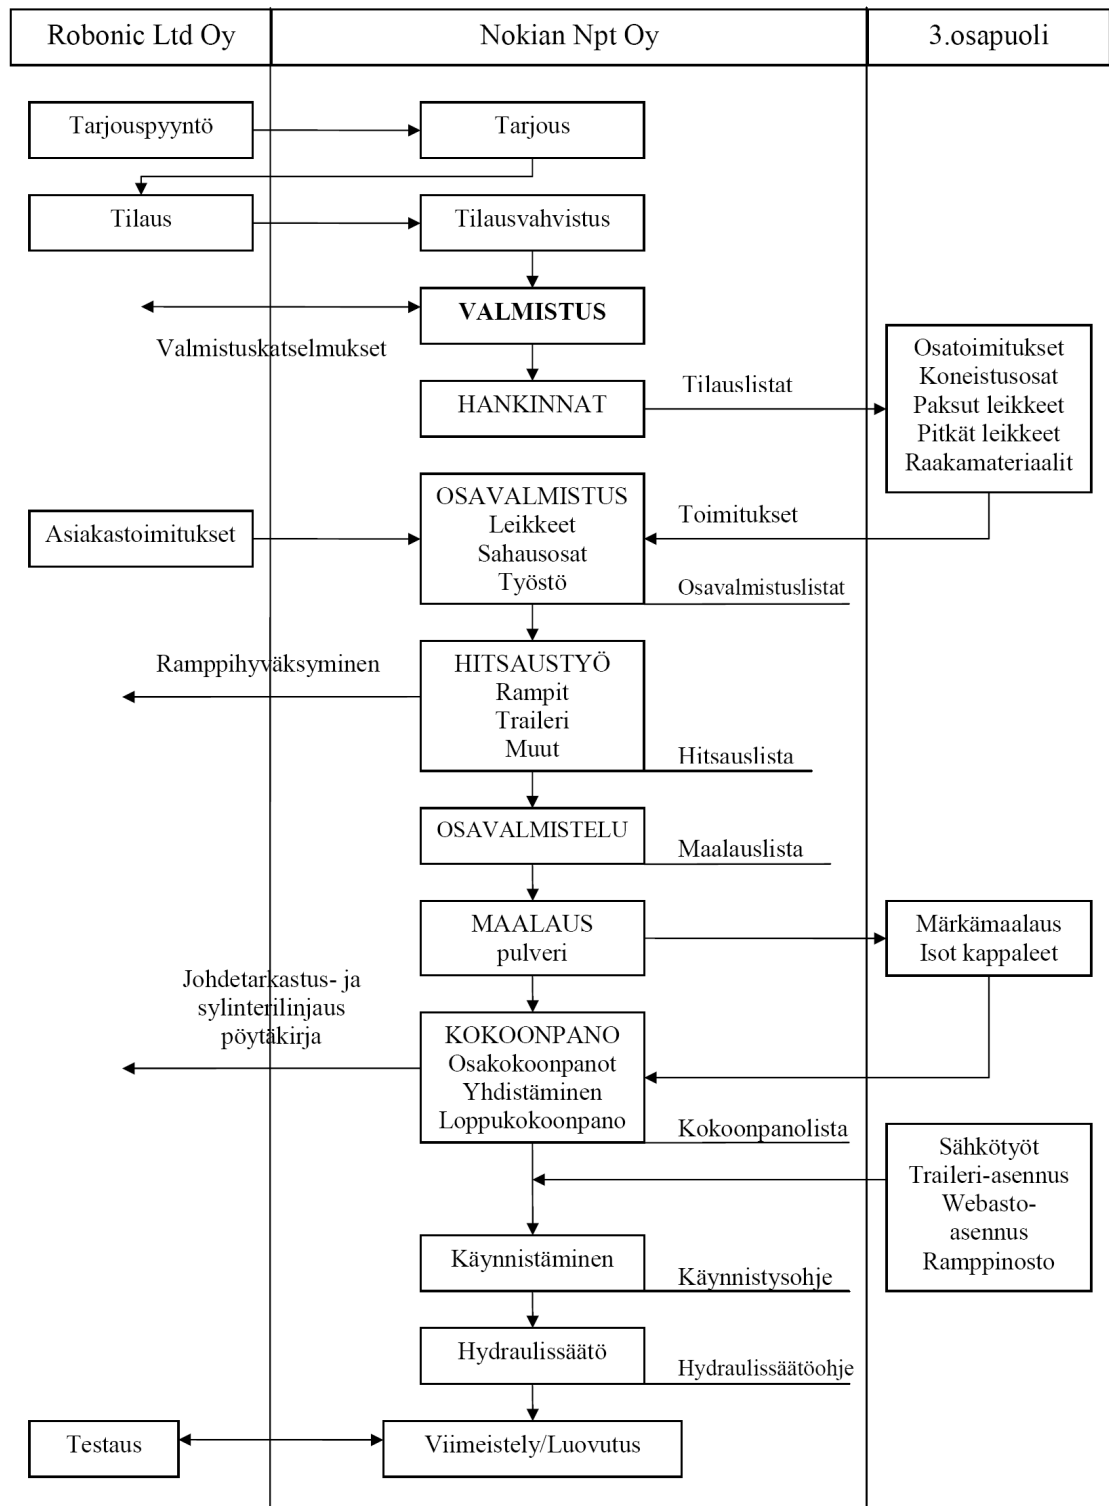 Robonic Ltd Oy
Nokian Npt Oy
3.osapuoli
Tarjouspyyntö
Tarjous
Tilaus
Tilausvahvistus
VALMISTUS
Valmistuskatselmukset
HANKINNAT
Tilauslistat
Osatoimitukset
Koneistusosat
Paksut leikkeet
Pitkät leikkeet
Raakamateriaalit
Asiakastoimitukset
OSAVALMISTUS
Leikkeet
Sahausosat
Työstö
Toimitukset
Osavalmistuslistat
Ramppihyväksyminen
HITSAUSTYÖ
Rampit
Traileri
Muut
Hitsauslista
OSAVALMISTELU
Maalauslista
MAALAUS
pulveri
Märkämaalaus
Isot kappaleet
Johdetarkastus- ja
sylinterilinjaus
pöytäkirja
KOKOONPANO
Osakokoonpanot
Yhdistäminen
Loppukokoonpano
Kokoonpanolista
Sähkötyöt
Traileri-asennus
Webasto-
asennus
Ramppinosto
Käynnistäminen
Käynnistysohje
Hydraulissäätö
Hydraulissäätöohje
Testaus
Viimeistely/Luovutus